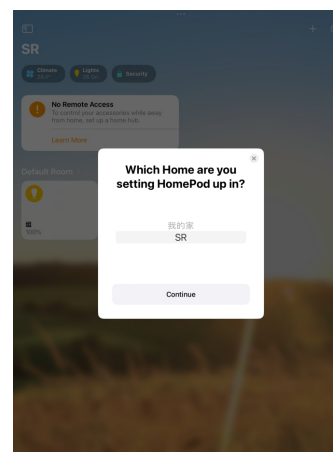 SR
Climate
Lights
Security
No Remote Access
To control your accessories while away
from home, set up a home hub.
Learn More
Default Room
100%
Which Home are you
setting HomePod up in?
我的家
SR
Continue